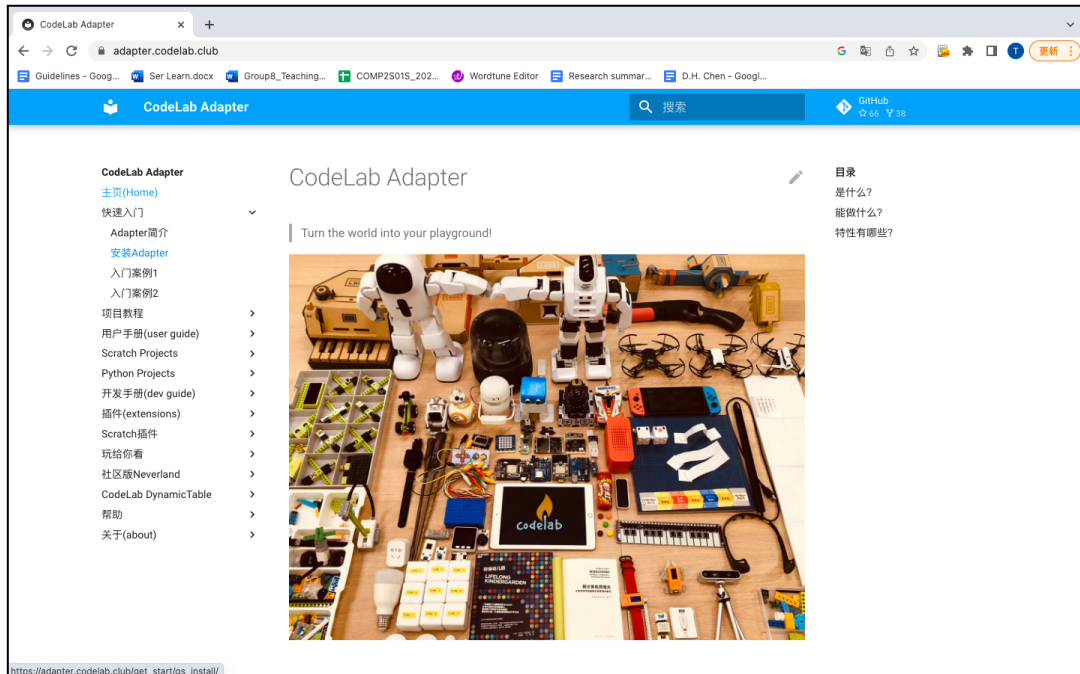 CodeLab Adapter
adapter.codelab.club
T
更新
Guidelines - Goog...
Ser Learn.docx
Group8_Teaching...
COMP2S01S_202...
Wordtune Editor
Research summar...
D.H. Chen - Googl...
CodeLab Adapter
搜索
GitHub
66 38
CodeLab Adapter
主页(Home)
快速入门
Adapter简介
安装Adapter
入门案例1
入门案例2
项目教程
用户手册(user guide)
Scratch Projects
Python Projects
开发手册(dev guide)
插件(extensions)
Scratch插件
玩给你看
社区版Neverland
CodeLab DynamicTable
帮助
关于(about)
CodeLab Adapter
Turn the world into your playground!
codelab
LIFELONG
KINDERGARTEN
目录
是什么?
能做什么?
特性有哪些?
https://adapter.codelab.club/get_start/gs_install/